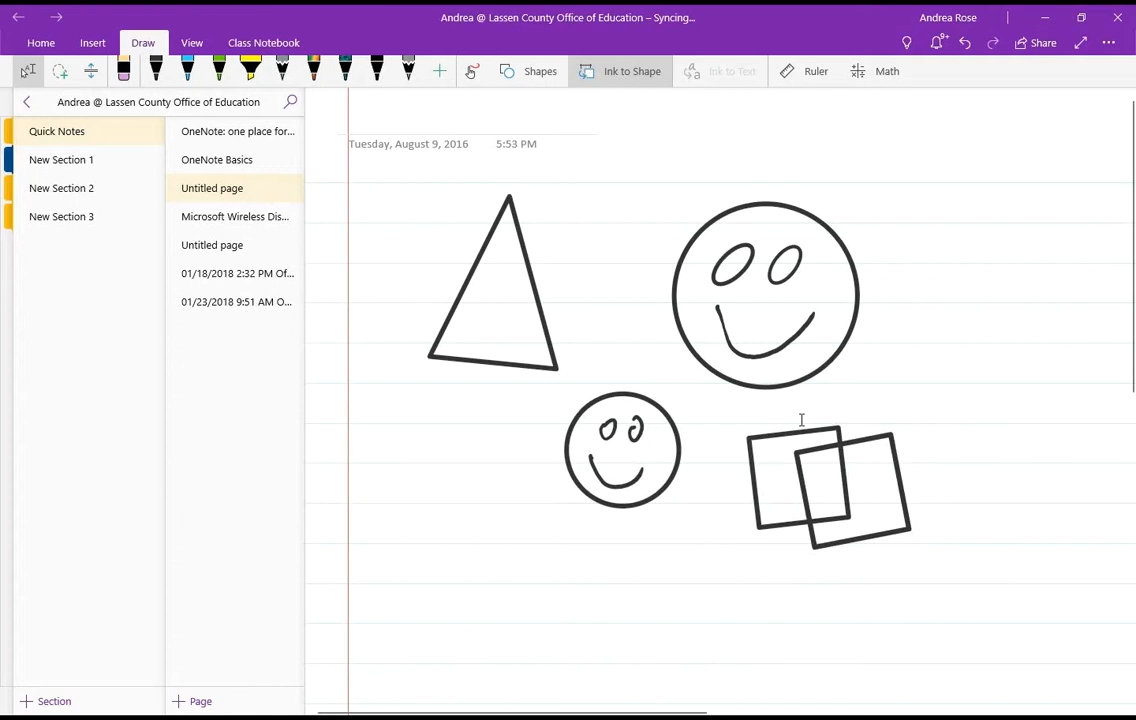 Andrea @ Lassen County Office of Education – Syncing...
Andrea Rose
Home
Insert
Draw
View
Class Notebook
9+
Share
Shapes
Ink to Shape
Ink to Text
Ruler
Math
Andrea @ Lassen County Office of Education
Quick Notes
New Section 1
New Section 2
New Section 3
OneNote: one place for...
OneNote Basics
Untitled page
Microsoft Wireless Dis...
Untitled page
01/18/2018 2:32 PM Of...
01/23/2018 9:51 AM O...
Tuesday, August 9, 2016 5:53 PM
Section
Page